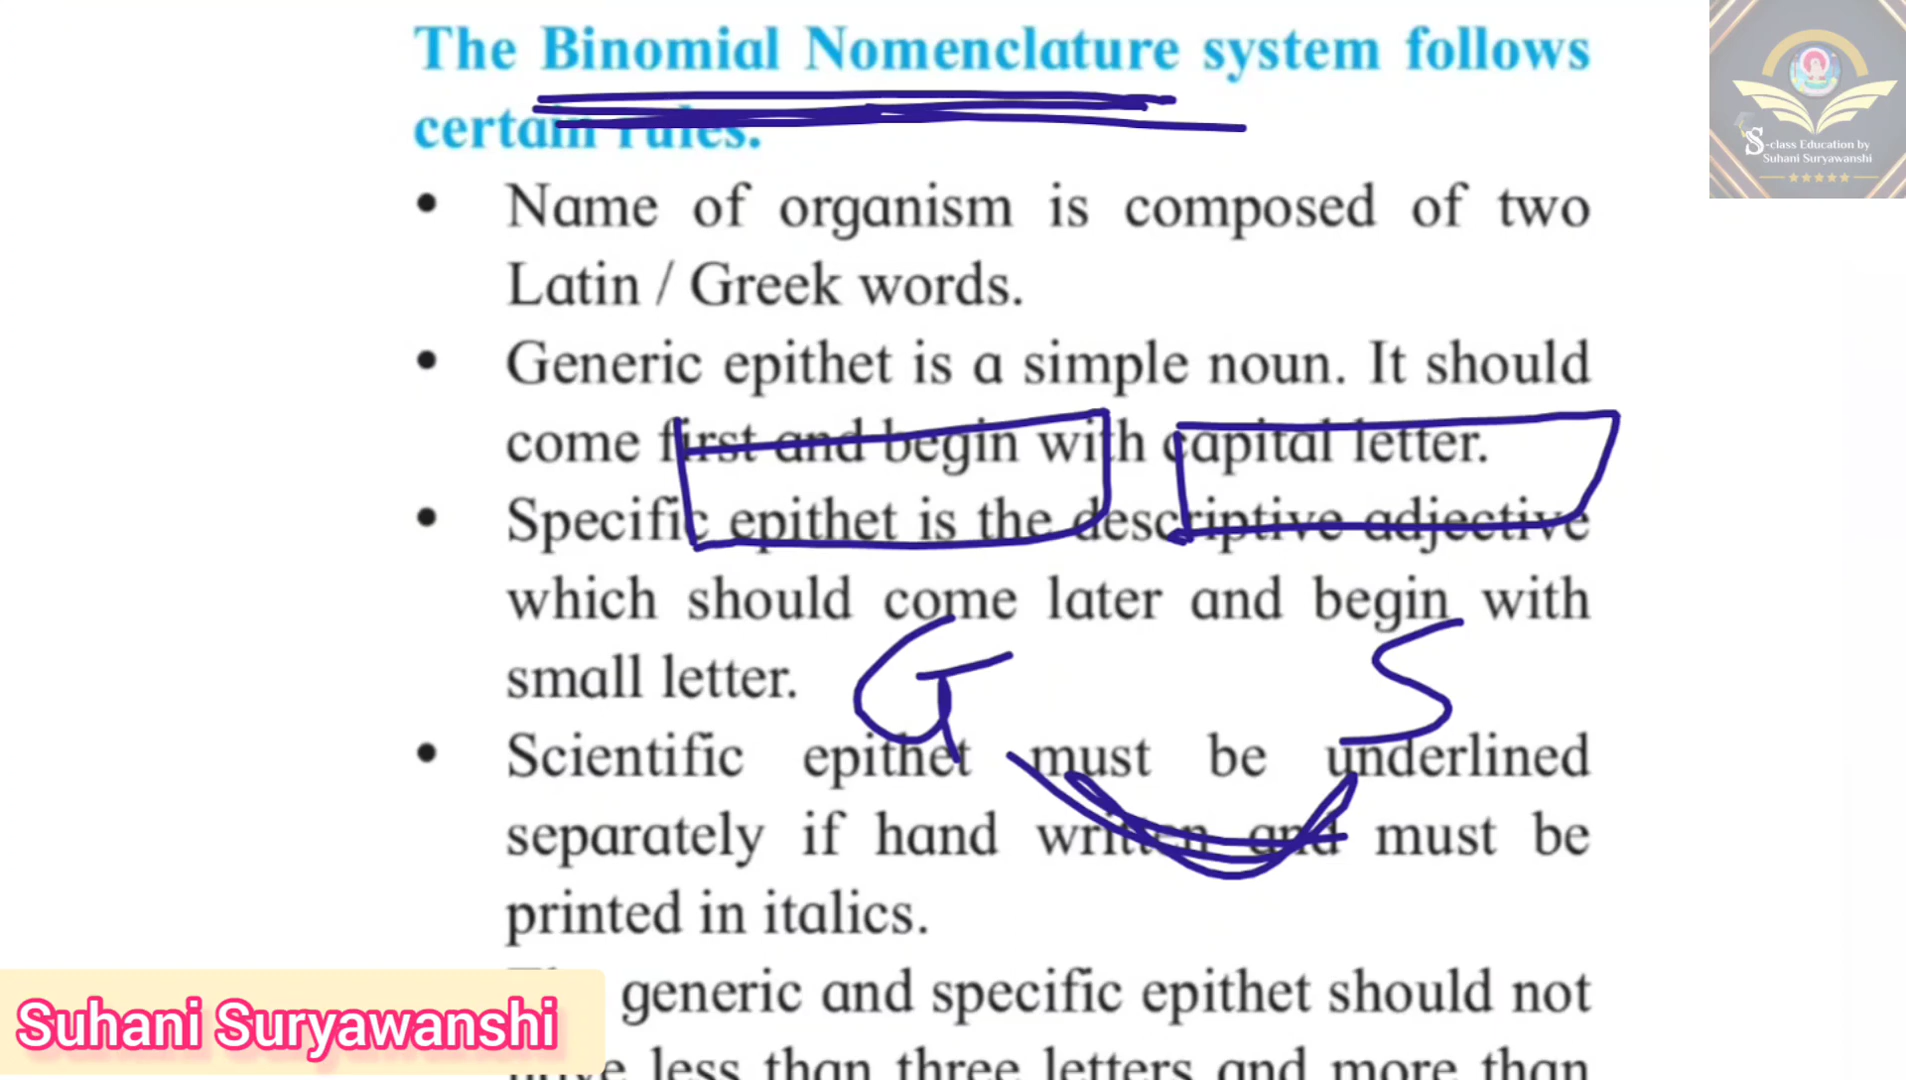 The Binomial Nomenclature system follows
certain rules.
S-class Education by
Suhani Suryawanshi
• Name of organism is composed of two
Latin / Greek words.
• Generic epithet is a simple noun. It should
come first and begin with capital letter.
• Specific epithet is the descriptive adjective
which should come later and begin with
small letter.
G S
• Scientific epithet must be underlined
separately if hand written and must be
printed in italics.
generic and specific epithet should not
less than three letters and more than
Suhani Suryawanshi